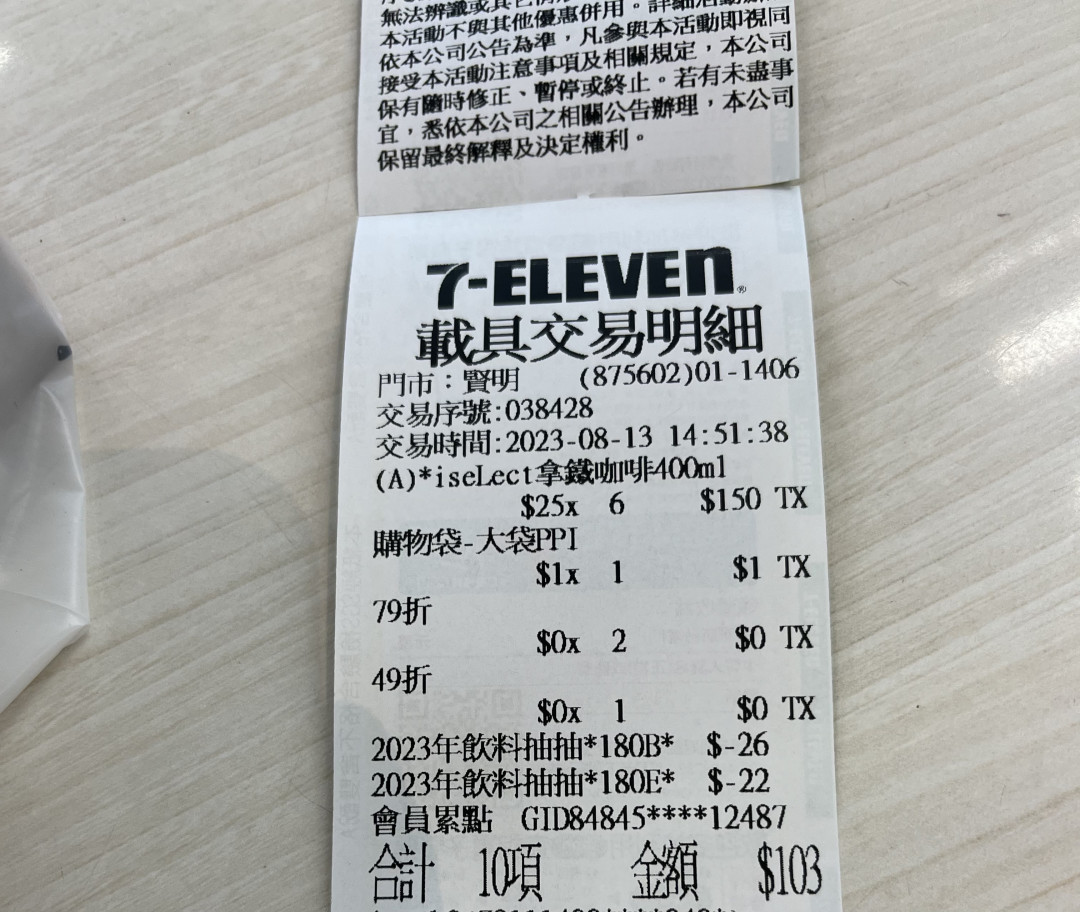 無法辨識或其它
本活動不與其他優惠併用。詳細活動
依本公司公告為準，凡參與本活動即視同
接受本活動注意事項及相關規定，本公司
保有隨時修正、暫停或終止。若有未盡事
宜，悉依本公司之相關公告辦理，本公司
保留最終解釋及決定權利。
7-ELEVEn®
載具交易明細
門市：賢明 (875602)01-1406
交易序號:038428
交易時間:2023-08-13 14:51:38
(A)*iseLect拿鐵咖啡400ml
$25x 6 $150 TX
購物袋-大袋PPI
$1x 1 $1 TX
79折
$0x 2 $0 TX
49折
$0x 1 $0 TX
2023年飲料抽抽*180B* $-26
2023年飲料抽抽*180E* $-22
會員累點 GID84845****12487
合計 10項 金額 $103